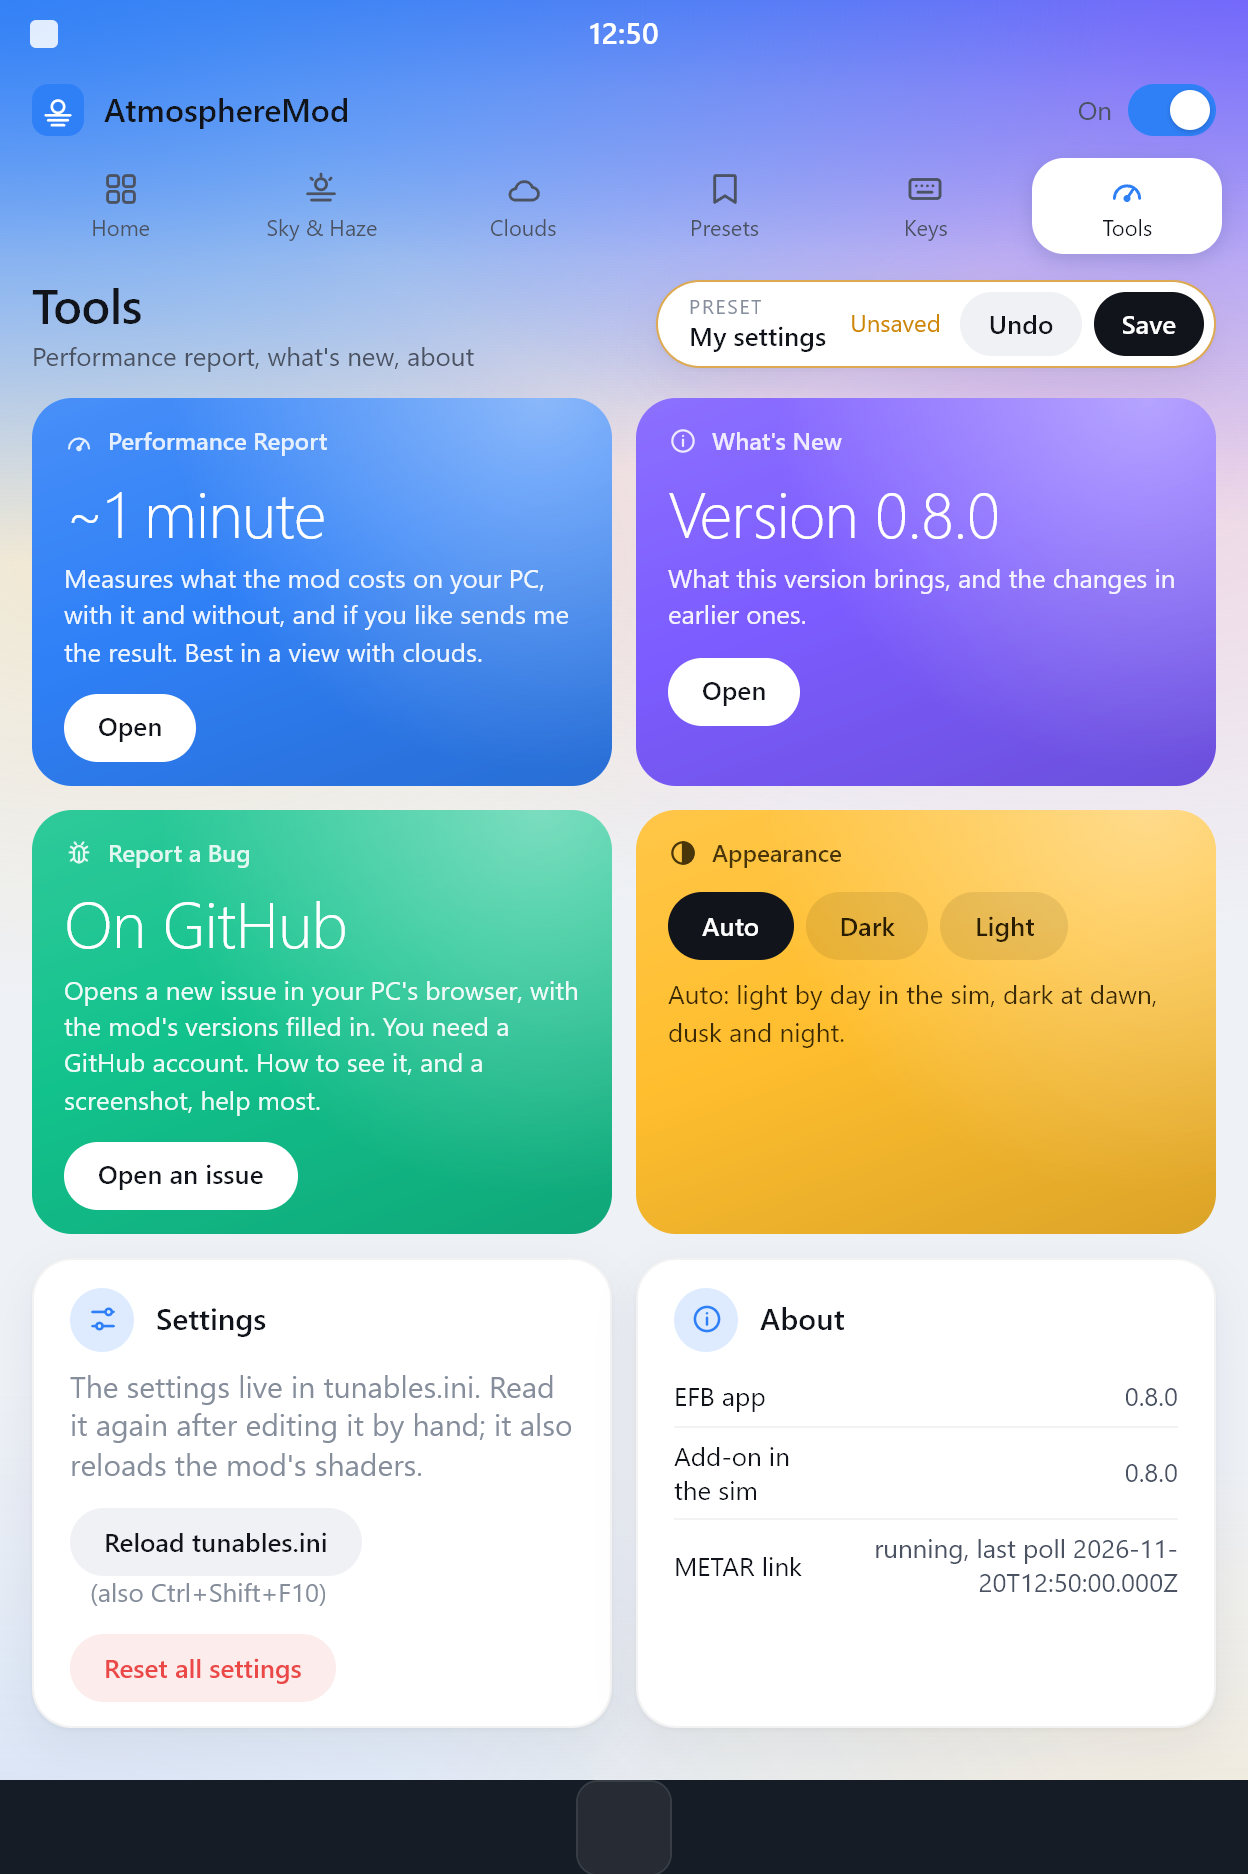 12:50
AtmosphereMod
On
Home
Sky & Haze
Clouds
Presets
Keys
Tools
Tools
Performance report, what's new, about
PRESET
My settings
Unsaved
Undo
Save
Performance Report
~1 minute
Measures what the mod costs on your PC,
with it and without, and if you like sends me
the result. Best in a view with clouds.
Open
What's New
Version 0.8.0
What this version brings, and the changes in
earlier ones.
Open
Report a Bug
On GitHub
Opens a new issue in your PC's browser, with
the mod's versions filled in. You need a
GitHub account. How to see it, and a
screenshot, help most.
Open an issue
Appearance
Auto
Dark
Light
Auto: light by day in the sim, dark at dawn,
dusk and night.
Settings
The settings live in tunables.ini. Read
it again after editing it by hand; it also
reloads the mod's shaders.
Reload tunables.ini
(also Ctrl+Shift+F10)
Reset all settings
About
EFB app
0.8.0
Add-on in
the sim
0.8.0
METAR link
running, last poll 2026-11-
20T12:50:00.000Z